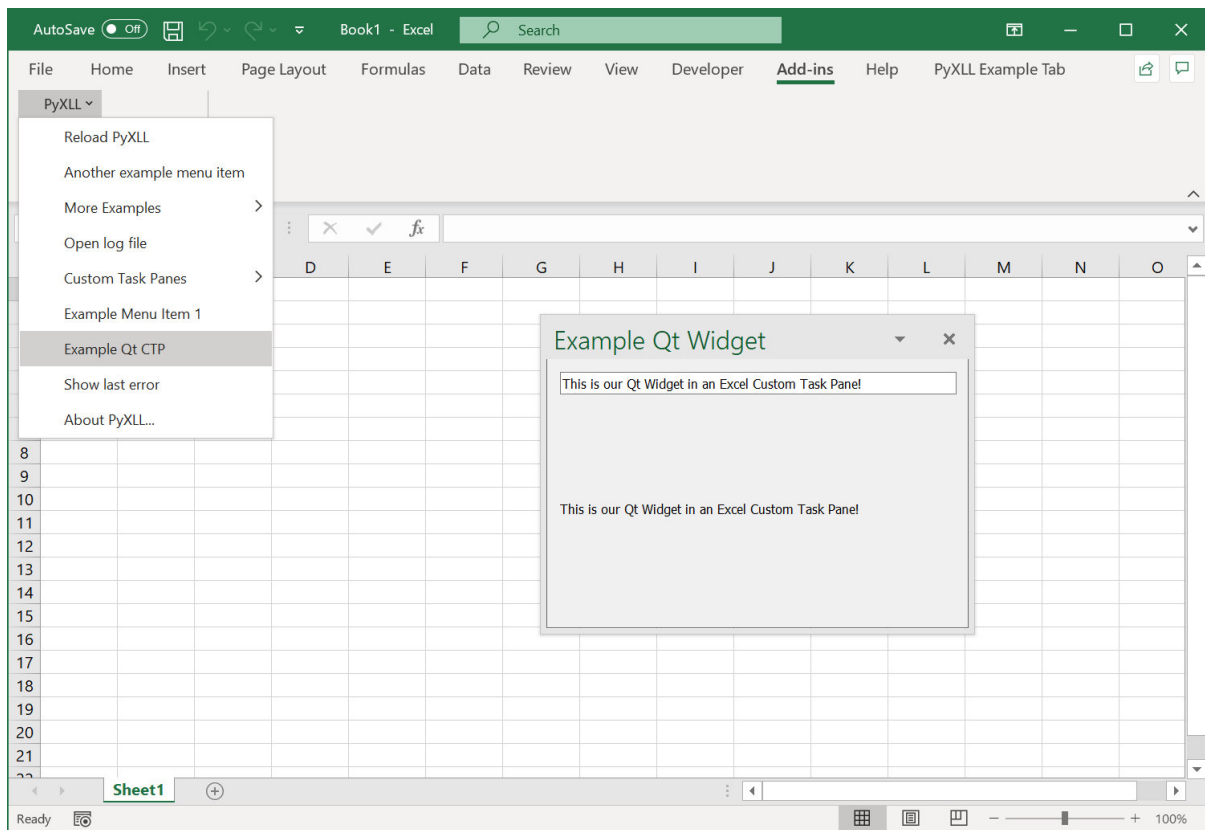 AutoSave Off Book1 - Excel Search
File Home Insert Page Layout Formulas Data Review View Developer Add-ins Help PyXLL Example Tab
PyXLL
Reload PyXLL
Another example menu item
More Examples
Open log file
Custom Task Panes
Example Menu Item 1
Example Qt CTP
Show last error
About PyXLL...
fx
D E F G H I J K L M N O
Example Qt Widget
This is our Qt Widget in an Excel Custom Task Pane!
This is our Qt Widget in an Excel Custom Task Pane!
8
9
10
11
12
13
14
15
16
17
18
19
20
21
Sheet1
Ready 100%